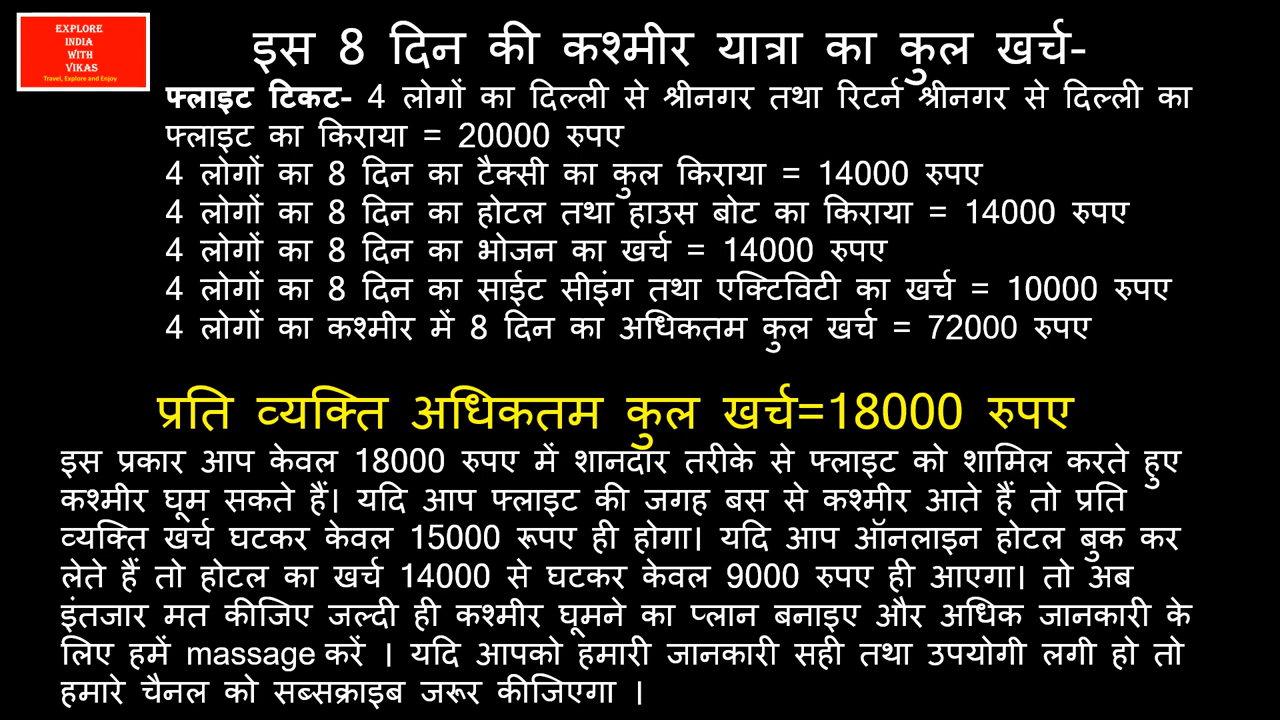 EXPLORE
INDIA
WITH
VIKAS
Travel, Explore and Enjoy
इस 8 दिन की कश्मीर यात्रा का कुल खर्च-
फ्लाइट टिकट- 4 लोगों का दिल्ली से श्रीनगर तथा रिटर्न श्रीनगर से दिल्ली का
फ्लाइट का किराया = 20000 रुपए
4 लोगों का 8 दिन का टैक्सी का कुल किराया = 14000 रुपए
4 लोगों का 8 दिन का होटल तथा हाउस बोट का किराया = 14000 रुपए
4 लोगों का 8 दिन का भोजन का खर्च = 14000 रुपए
4 लोगों का 8 दिन का साईट सीइंग तथा एक्टिविटी का खर्च = 10000 रुपए
4 लोगों का कश्मीर में 8 दिन का अधिकतम कुल खर्च = 72000 रुपए
प्रति व्यक्ति अधिकतम कुल खर्च=18000 रुपए
इस प्रकार आप केवल 18000 रुपए में शानदार तरीके से फ्लाइट को शामिल करते हुए
कश्मीर घूम सकते हैं। यदि आप फ्लाइट की जगह बस से कश्मीर आते हैं तो प्रति
व्यक्ति खर्च घटकर केवल 15000 रूपए ही होगा। यदि आप ऑनलाइन होटल बुक कर
लेते हैं तो होटल का खर्च 14000 से घटकर केवल 9000 रुपए ही आएगा। तो अब
इंतजार मत कीजिए जल्दी ही कश्मीर घूमने का प्लान बनाइए और अधिक जानकारी के
लिए हमें massage करें । यदि आपको हमारी जानकारी सही तथा उपयोगी लगी हो तो
हमारे चैनल को सब्सक्राइब जरूर कीजिएगा ।